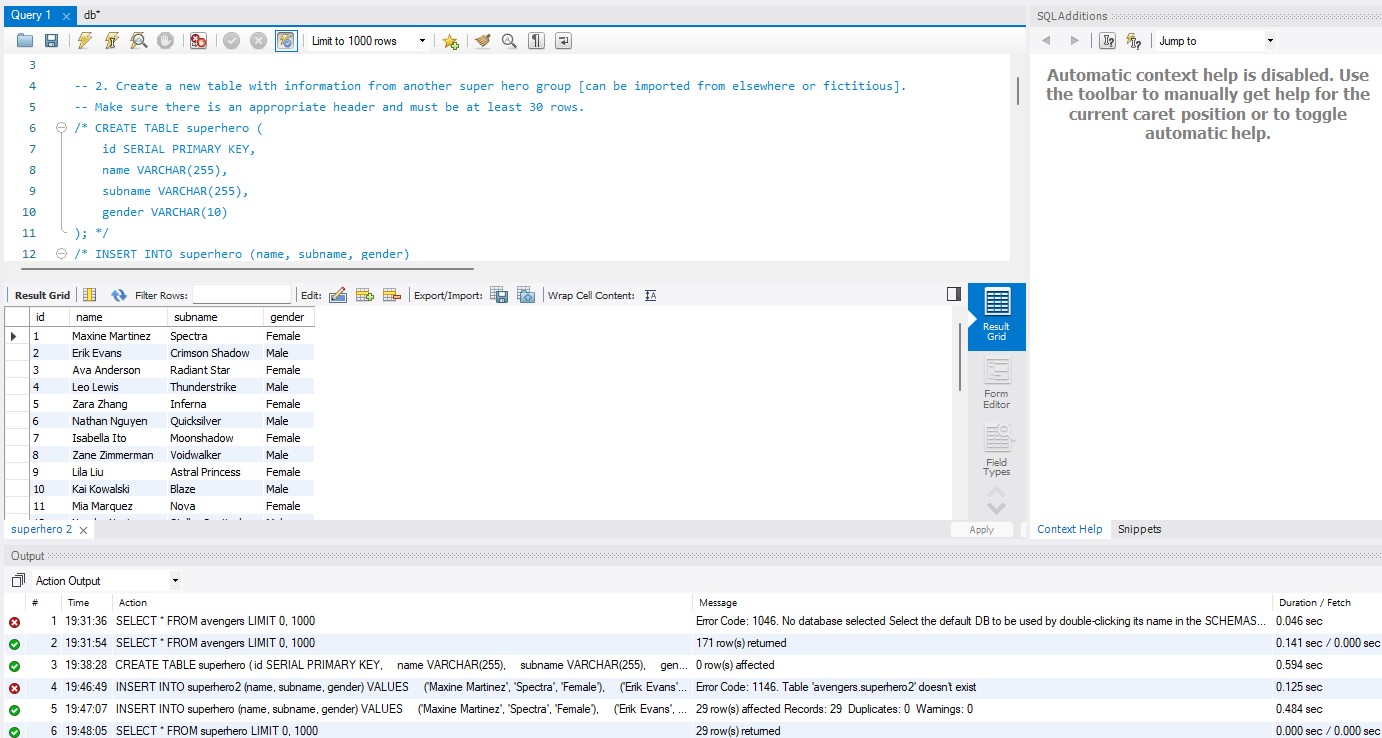 Query 1
db*
Limit to 1000 rows
3
4 -- 2. Create a new table with information from another super hero group [can be imported from elsewhere or fictitious].
5 -- Make sure there is an appropriate header and must be at least 30 rows.
6 /* CREATE TABLE superhero (
7 id SERIAL PRIMARY KEY,
8 name VARCHAR(255),
9 subname VARCHAR(255),
10 gender VARCHAR(10)
11 ); */
12 /* INSERT INTO superhero (name, subname, gender)
Result Grid Filter Rows: Edit: Export/Import: Wrap Cell Content:
id name subname gender
1 Maxine Martinez Spectra Female
2 Erik Evans Crimson Shadow Male
3 Ava Anderson Radiant Star Female
4 Leo Lewis Thunderstrike Male
5 Zara Zhang Inferna Female
6 Nathan Nguyen Quicksilver Male
7 Isabella Ito Moonshadow Female
8 Zane Zimmerman Voidwalker Male
9 Lila Liu Astral Princess Female
10 Kai Kowalski Blaze Male
11 Mia Marquez Nova Female
Result
Grid
Form
Editor
Field
Types
superhero 2
Apply
SQLAdditions
Jump to
Automatic context help is disabled. Use
the toolbar to manually get help for the
current caret position or to toggle
automatic help.
Context Help Snippets
Output
Action Output
# Time Action Message Duration / Fetch
1 19:31:36 SELECT * FROM avengers LIMIT 0, 1000 Error Code: 1046. No database selected Select the default DB to be used by double-clicking its name in the SCHEMAS... 0.046 sec
2 19:31:54 SELECT * FROM avengers LIMIT 0, 1000 171 row(s) returned 0.141 sec / 0.000 sec
3 19:38:28 CREATE TABLE superhero ( id SERIAL PRIMARY KEY, name VARCHAR(255), subname VARCHAR(255), gen... 0 row(s) affected 0.594 sec
4 19:46:49 INSERT INTO superhero2 (name, subname, gender) VALUES ('Maxine Martinez', 'Spectra', 'Female'), ('Erik Evans'... Error Code: 1146. Table 'avengers.superhero2' doesn't exist 0.125 sec
5 19:47:07 INSERT INTO superhero (name, subname, gender) VALUES ('Maxine Martinez', 'Spectra', 'Female'), ('Erik Evans', ... 29 row(s) affected Records: 29 Duplicates: 0 Warnings: 0 0.484 sec
6 19:48:05 SELECT * FROM superhero LIMIT 0, 1000 29 row(s) returned 0.000 sec / 0.000 sec